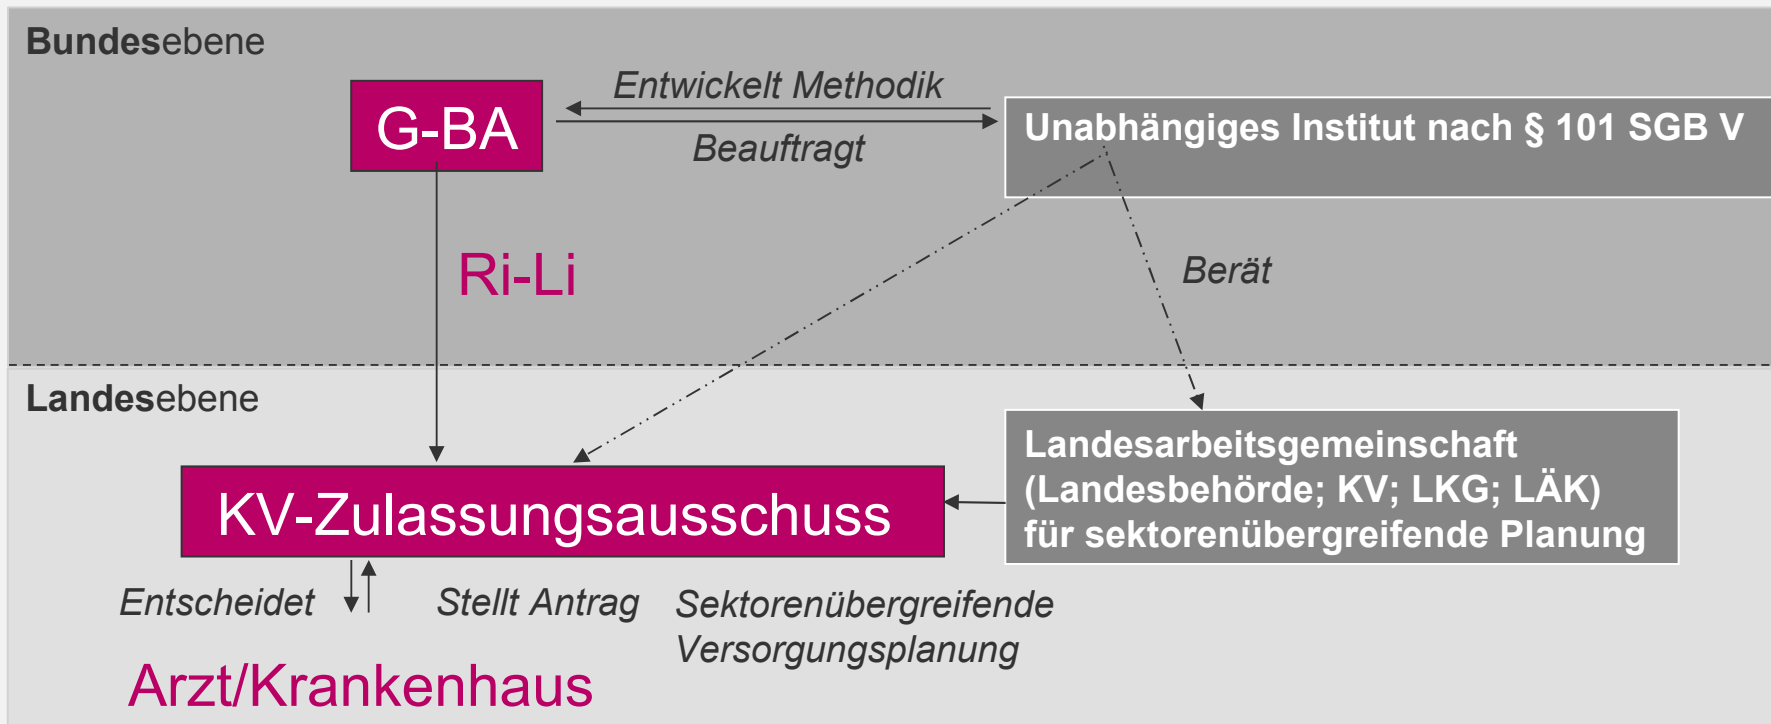 Bundesebene
Entwickelt Methodik
G-BA
Beauftragt
Unabhängiges Institut nach § 101 SGB V
Ri-Li
Berät
Landesebene
Landesarbeitsgemeinschaft
(Landesbehörde; KV; LKG; LÄK)
für sektorenübergreifende Planung
KV-Zulassungsausschuss
Entscheidet
Stellt Antrag
Sektorenübergreifende
Versorgungsplanung
Arzt/Krankenhaus